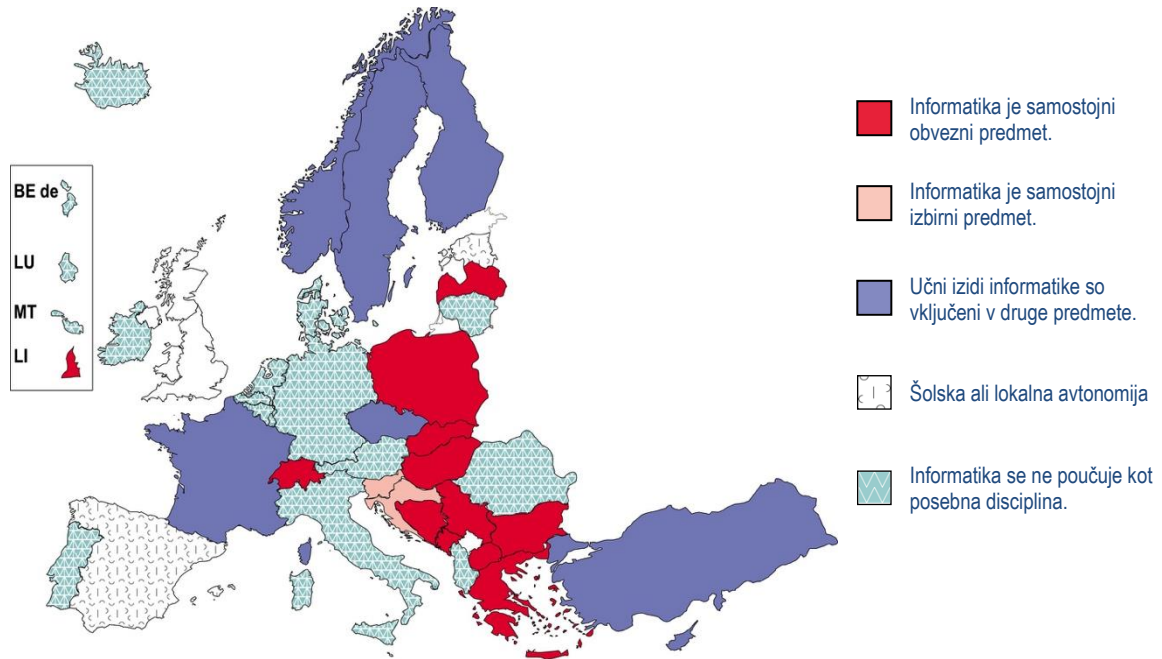 BE de
LU
MT
LI
Informatika je samostojni
obvezni predmet.
Informatika je samostojni
izbirni predmet.
Učni izidi informatike so
vključeni v druge predmete.
Šolska ali lokalna avtonomija
Informatika se ne poučuje kot
posebna disciplina.